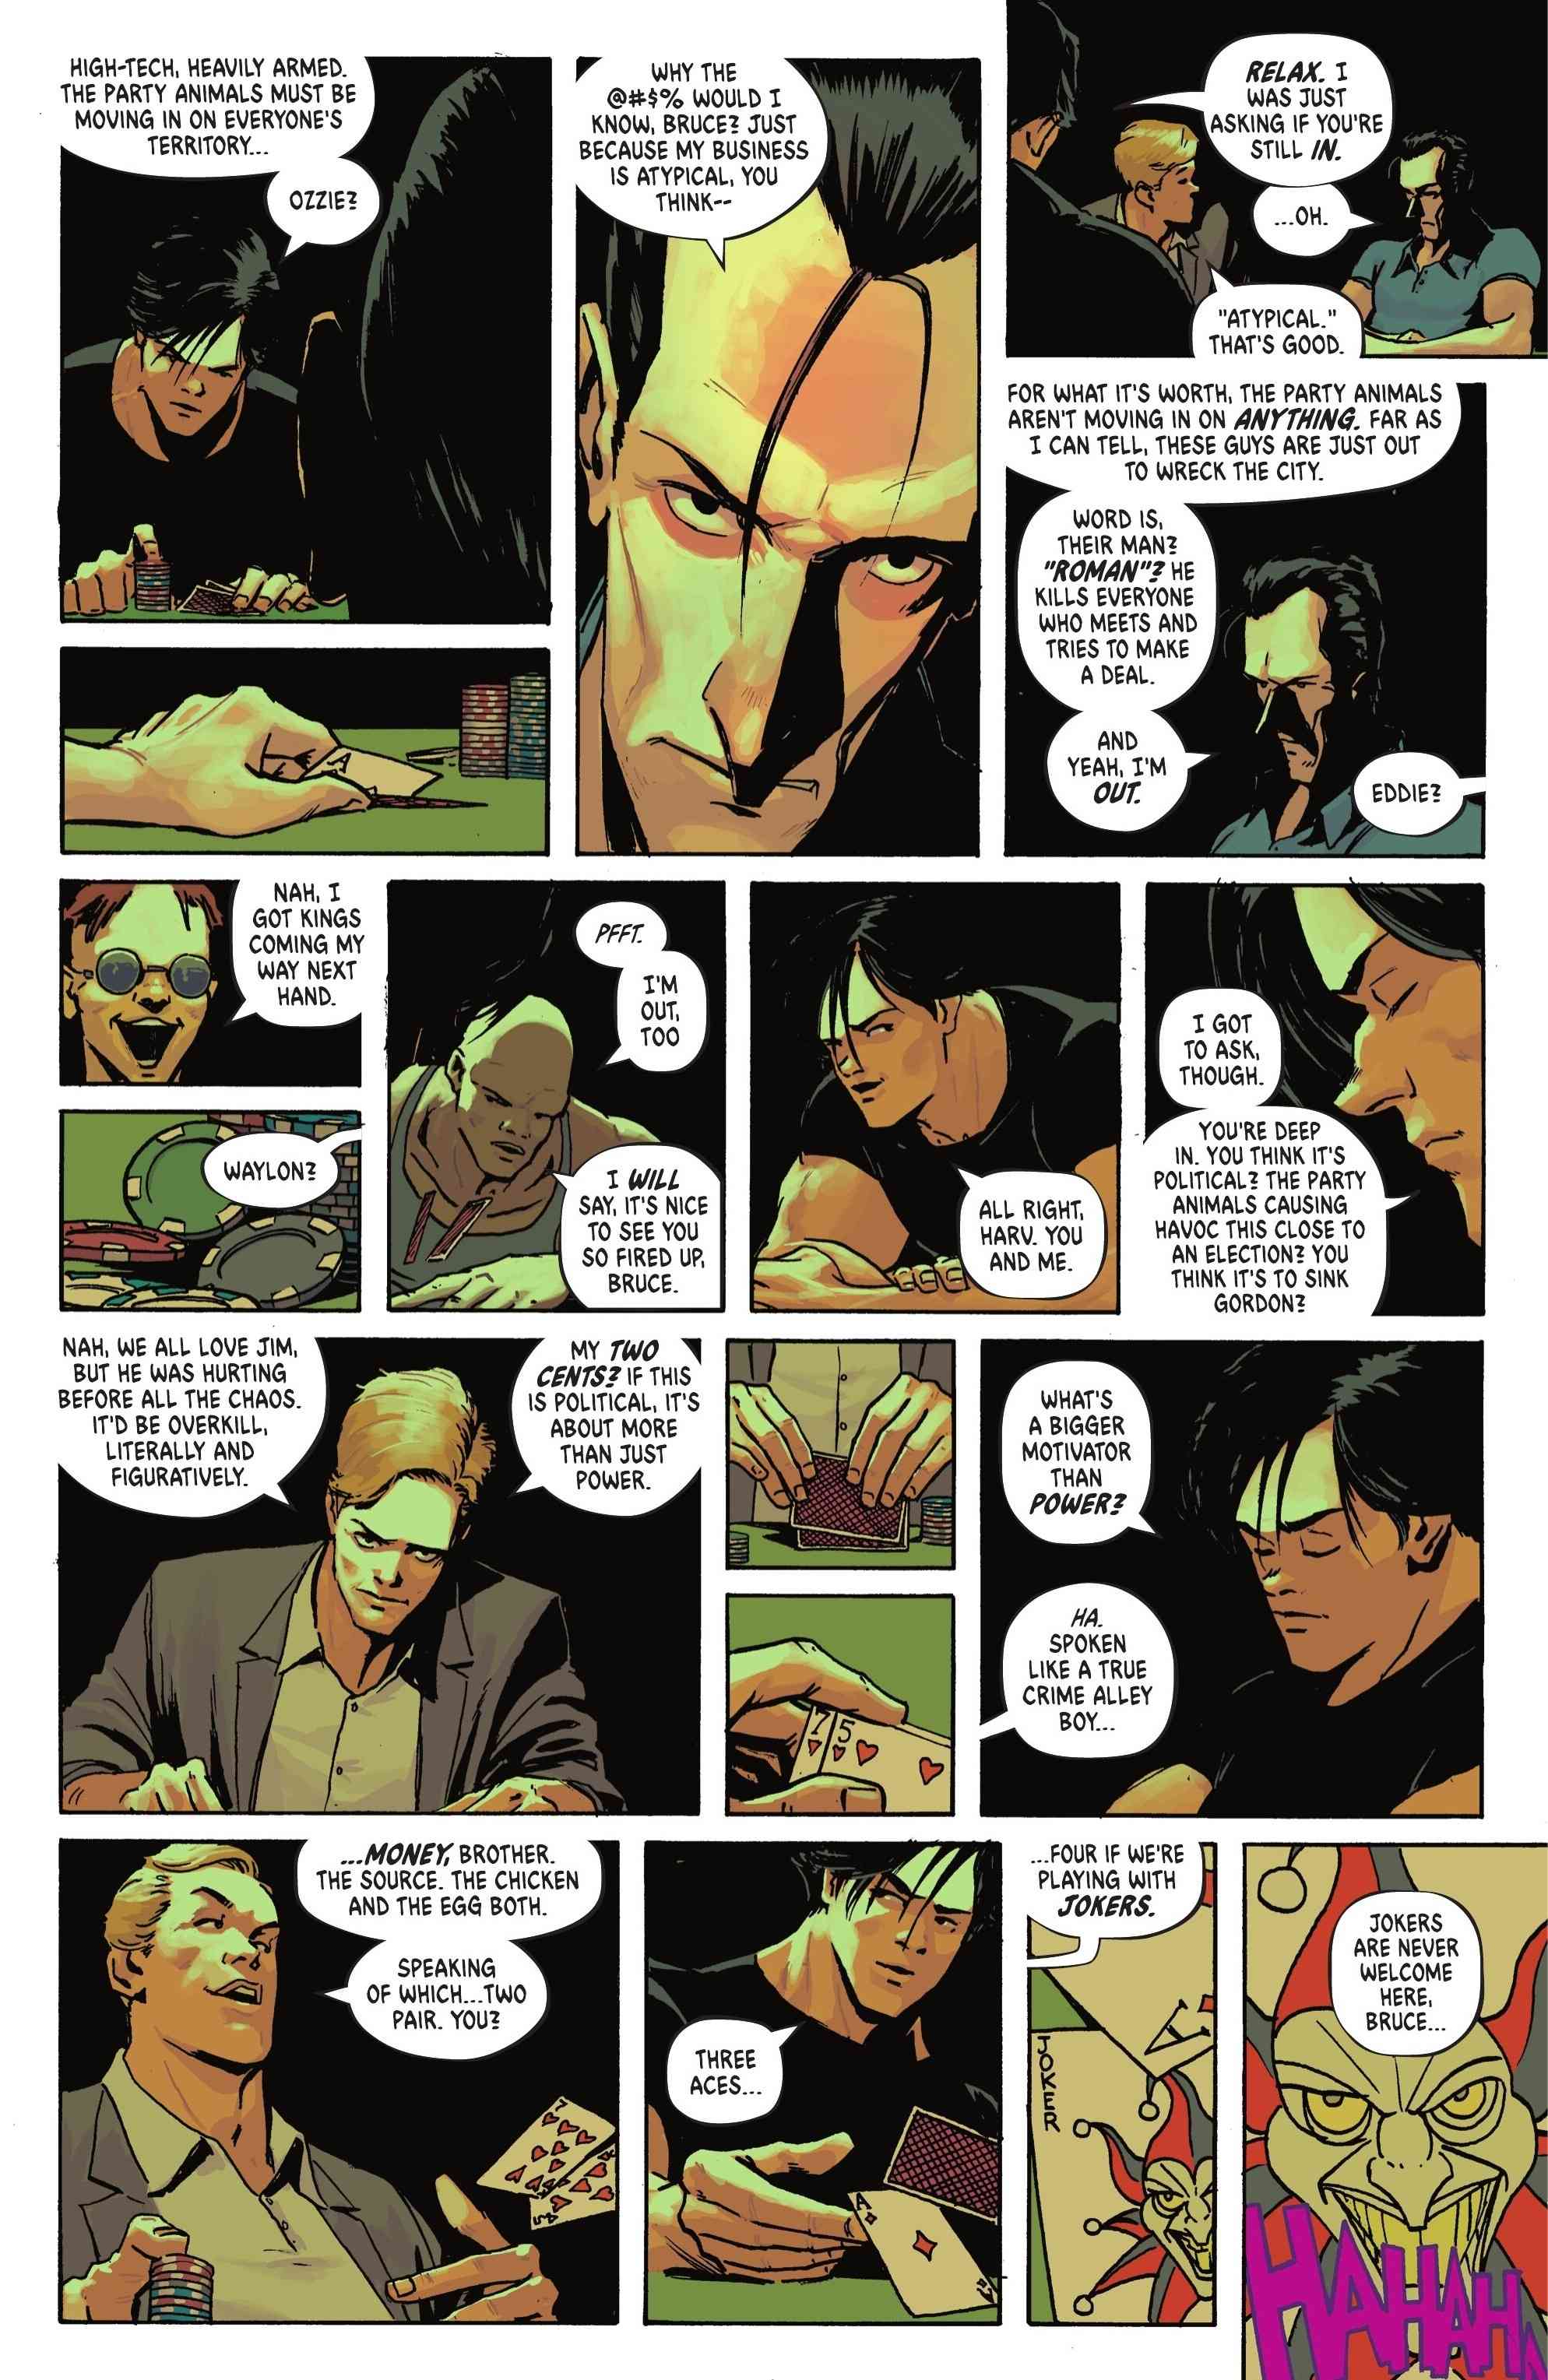 HIGH-TECH, HEAVILY ARMED.
THE PARTY ANIMALS MUST BE
MOVING IN ON EVERYONE'S
TERRITORY...
OZZIE?
WHY THE
@#$% WOULD I
KNOW, BRUCE? JUST
BECAUSE MY BUSINESS
IS ATYPICAL, YOU
THINK--
RELAX. I
WAS JUST
ASKING IF YOU'RE
STILL IN.
...OH.
"ATYPICAL."
THAT'S GOOD.
FOR WHAT IT'S WORTH, THE PARTY ANIMALS
AREN'T MOVING IN ON ANYTHING. FAR AS
I CAN TELL, THESE GUYS ARE JUST OUT
TO WRECK THE CITY.
WORD IS,
THEIR MAN?
"ROMAN"? HE
KILLS EVERYONE
WHO MEETS AND
TRIES TO MAKE
A DEAL.
AND
YEAH, I'M
OUT.
EDDIE?
NAH, I
GOT KINGS
COMING MY
WAY NEXT
HAND.
WAYLON?
PFFT.
I'M
OUT,
TOO
I WILL
SAY, IT'S NICE
TO SEE YOU
SO FIRED UP,
BRUCE.
ALL RIGHT,
HARV. YOU
AND ME.
I GOT
TO ASK,
THOUGH.
YOU'RE DEEP
IN. YOU THINK IT'S
POLITICAL? THE PARTY
ANIMALS CAUSING
HAVOC THIS CLOSE TO
AN ELECTION? YOU
THINK IT'S TO SINK
GORDON?
NAH, WE ALL LOVE JIM,
BUT HE WAS HURTING
BEFORE ALL THE CHAOS.
IT'D BE OVERKILL,
LITERALLY AND
FIGURATIVELY.
MY TWO
CENTS? IF THIS
IS POLITICAL, IT'S
ABOUT MORE
THAN JUST
POWER.
7 5
WHAT'S
A BIGGER
MOTIVATOR
THAN
POWER?
HA.
SPOKEN
LIKE A TRUE
CRIME ALLEY
BOY...
...MONEY, BROTHER.
THE SOURCE. THE CHICKEN
AND THE EGG BOTH.
SPEAKING
OF WHICH...TWO
PAIR. YOU?
THREE
ACES...
A
A
...FOUR IF WE'RE
PLAYING WITH
JOKERS.
A
JOKER
JOKERS
ARE NEVER
WELCOME
HERE,
BRUCE...
HAHAHA